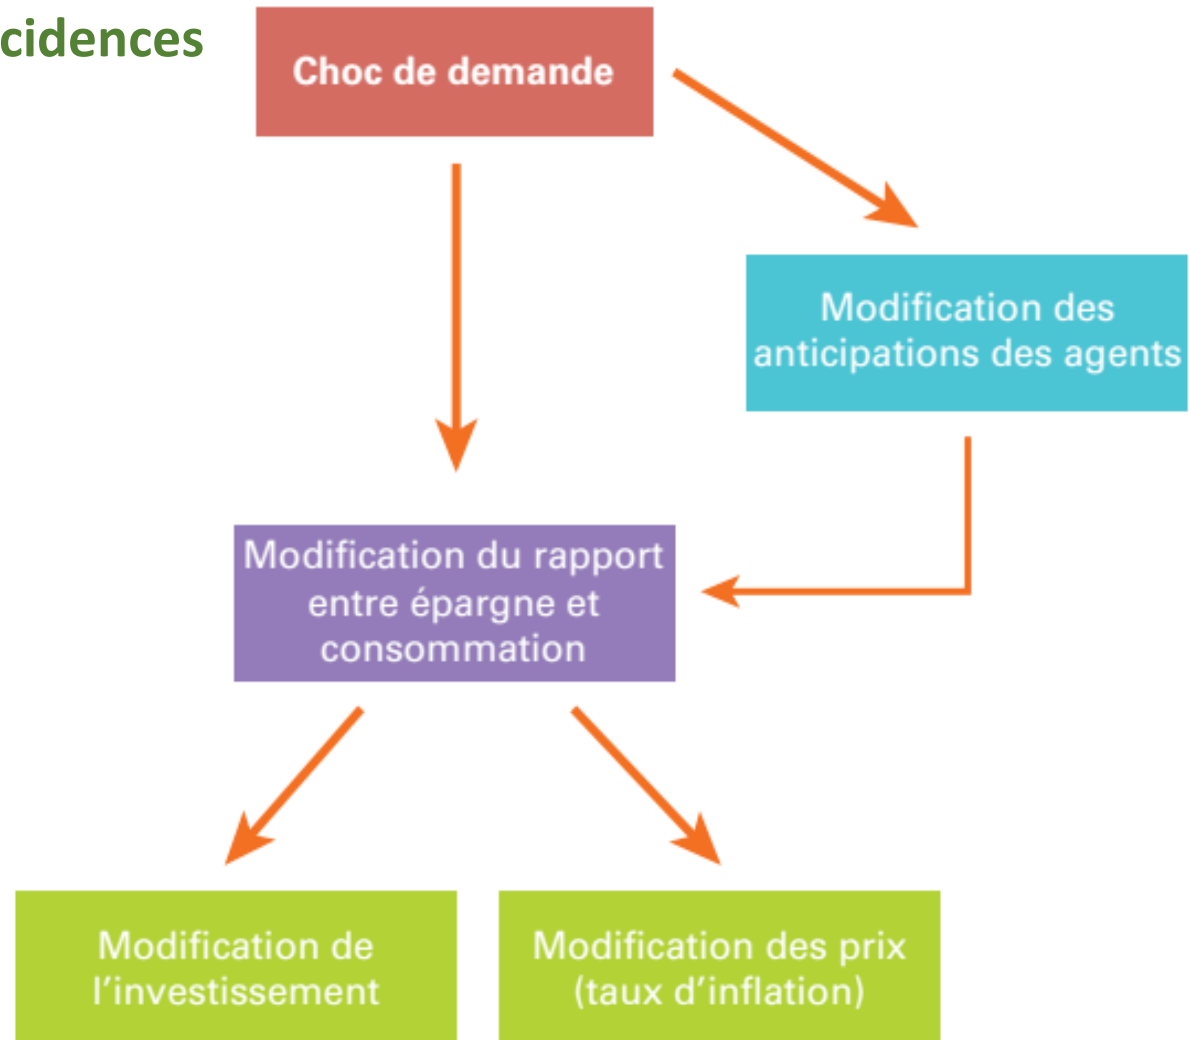 cidences
Choc de demande
Modification des
anticipations des agents
Modification du rapport
entre épargne et
consommation
Modification de
l’investissement
Modification des prix
(taux d’inflation)